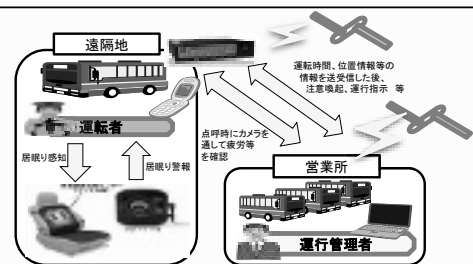 遠隔地
運転時間、位置情報等の
情報を送受信した後、
注意喚起、運行指示　等
運転者
点呼時にカメラを
通して疲労等
を確認
居眠り感知
居眠り警報
営業所
運行管理者